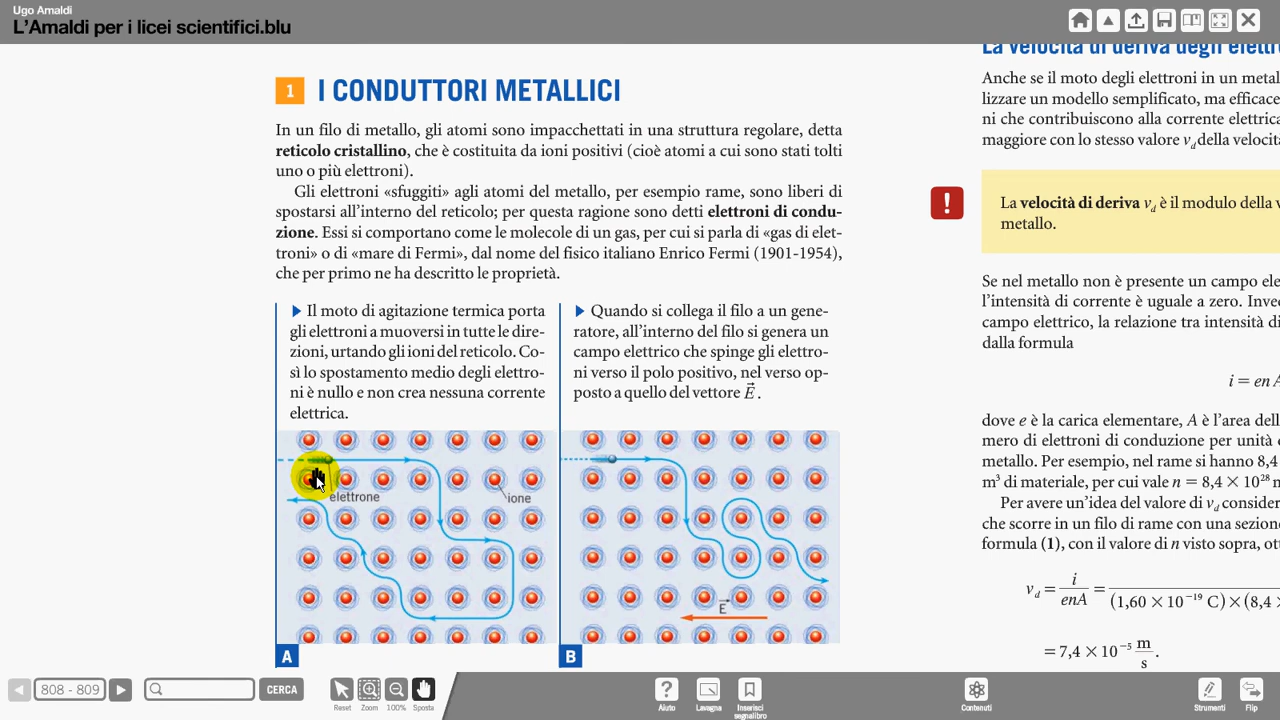 Ugo Amaldi
L'Amaldi per i licei scientifici.blu
1 I CONDUTTORI METALLICI
In un filo di metallo, gli atomi sono impacchettati in una struttura regolare, detta
reticolo cristallino, che è costituita da ioni positivi (cioè atomi a cui sono stati tolti
uno o più elettroni).
Gli elettroni «sfuggiti» agli atomi del metallo, per esempio rame, sono liberi di
spostarsi all'interno del reticolo; per questa ragione sono detti elettroni di condu-
zione. Essi si comportano come le molecole di un gas, per cui si parla di «gas di elet-
troni» o di «mare di Fermi», dal nome del fisico italiano Enrico Fermi (1901-1954),
che per primo ne ha descritto le proprietà.
▶ Il moto di agitazione termica porta
gli elettroni a muoversi in tutte le dire-
zioni, urtando gli ioni del reticolo. Co-
sì lo spostamento medio degli elettro-
ni è nullo e non crea nessuna corrente
elettrica.
elettrone
ione
A
▶ Quando si collega il filo a un gene-
ratore, all'interno del filo si genera un
campo elettrico che spinge gli elettro-
ni verso il polo positivo, nel verso op-
posto a quello del vettore E⃗.
E⃗
B
La velocità di deriva degli elettr
Anche se il moto degli elettroni in un metal
lizzare un modello semplificato, ma efficace
ni che contribuiscono alla corrente elettrica
maggiore con lo stesso valore v_d della velocità
!
La velocità di deriva v_d è il modulo della v
metallo.
Se nel metallo non è presente un campo ele
l'intensità di corrente è uguale a zero. Inve
campo elettrico, la relazione tra intensità di
dalla formula
i = en A
dove e è la carica elementare, A è l'area dell
mero di elettroni di conduzione per unità d
metallo. Per esempio, nel rame si hanno 8,4
m³ di materiale, per cui vale n = 8,4 × 10²⁸ m
Per avere un'idea del valore di v_d consider
che scorre in un filo di rame con una sezion
formula (1), con il valore di n visto sopra, ott
v_d = i/enA = (1,60 × 10⁻¹⁹ C) × (8,4 ×
= 7,4 × 10⁻⁵ m/s.
808 - 809
CERCA
Reset
Zoom
100%
Sposta
Aiuto
Lavagna
Inserisci
segnalibro
Contenuti
Strumenti
Flip